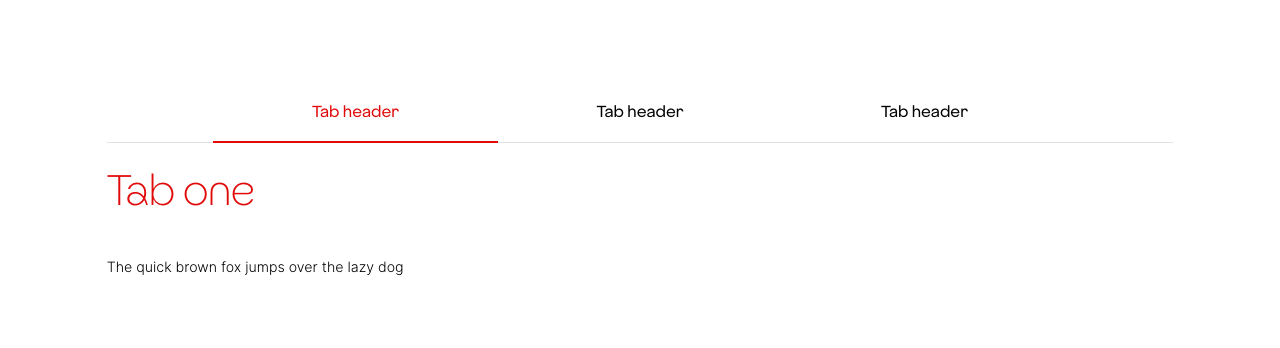 Tab header Tab header Tab header
Tab one
The quick brown fox jumps over the lazy dog